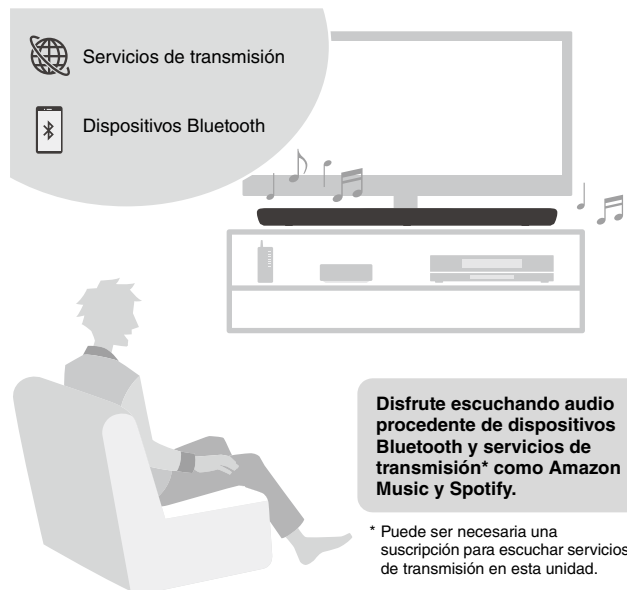 Servicios de transmisión
Dispositivos Bluetooth
Disfrute escuchando audio
procedente de dispositivos
Bluetooth y servicios de
transmisión* como Amazon
Music y Spotify.
* Puede ser necesaria una
suscripción para escuchar servicios
de transmisión en esta unidad.